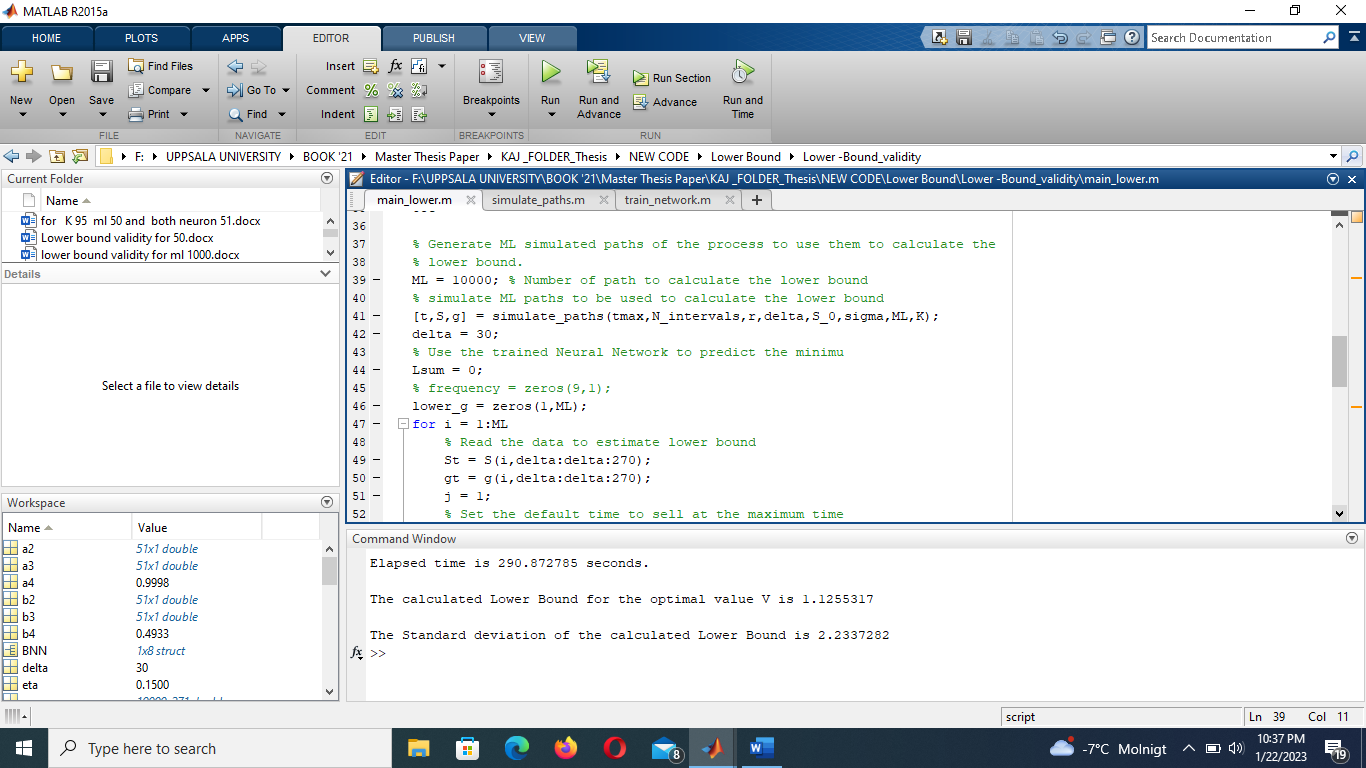 MATLAB R2015a
HOME PLOTS APPS EDITOR PUBLISH VIEW
Search Documentation
New Open Save
Find Files
Compare
Print
Go To
Find
Insert
Comment
Indent
fx
Breakpoints
Run
Run and Advance
Run Section
Advance
Run and Time
FILE NAVIGATE EDIT BREAKPOINTS RUN
F: UPPSALA UNIVERSITY BOOK '21 Master Thesis Paper KAJ _FOLDER_Thesis NEW CODE Lower Bound Lower -Bound_validity
Current Folder
Name
for K 95 ml 50 and both neuron 51.docx
Lower bound validity for 50.docx
lower bound validity for ml 1000.docx
Details
Select a file to view details
Workspace
Name Value
a2 51x1 double
a3 51x1 double
a4 0.9998
b2 51x1 double
b3 51x1 double
b4 0.4933
BNN 1x8 struct
delta 30
eta 0.1500
Editor - F:\UPPSALA UNIVERSITY\BOOK '21\Master Thesis Paper\KAJ _FOLDER_Thesis\NEW CODE\Lower Bound\Lower -Bound_validity\main_lower.m
main_lower.m simulate_paths.m train_network.m
36
37 % Generate ML simulated paths of the process to use them to calculate the
38 % lower bound.
39 – ML = 10000; % Number of path to calculate the lower bound
40 % simulate ML paths to be used to calculate the lower bound
41 – [t,S,g] = simulate_paths(tmax,N_intervals,r,delta,S_0,sigma,ML,K);
42 – delta = 30;
43 % Use the trained Neural Network to predict the minimu
44 – Lsum = 0;
45 % frequency = zeros(9,1);
46 – lower_g = zeros(1,ML);
47 – for i = 1:ML
48 % Read the data to estimate lower bound
49 – St = S(i,delta:delta:270);
50 – gt = g(i,delta:delta:270);
51 – j = 1;
52 % Set the default time to sell at the maximum time
Command Window
Elapsed time is 290.872785 seconds.
The calculated Lower Bound for the optimal value V is 1.1255317
The Standard deviation of the calculated Lower Bound is 2.2337282
fx >>
script Ln 39 Col 11
Type here to search
8
-7°C Molnigt
10:37 PM
1/22/2023
19